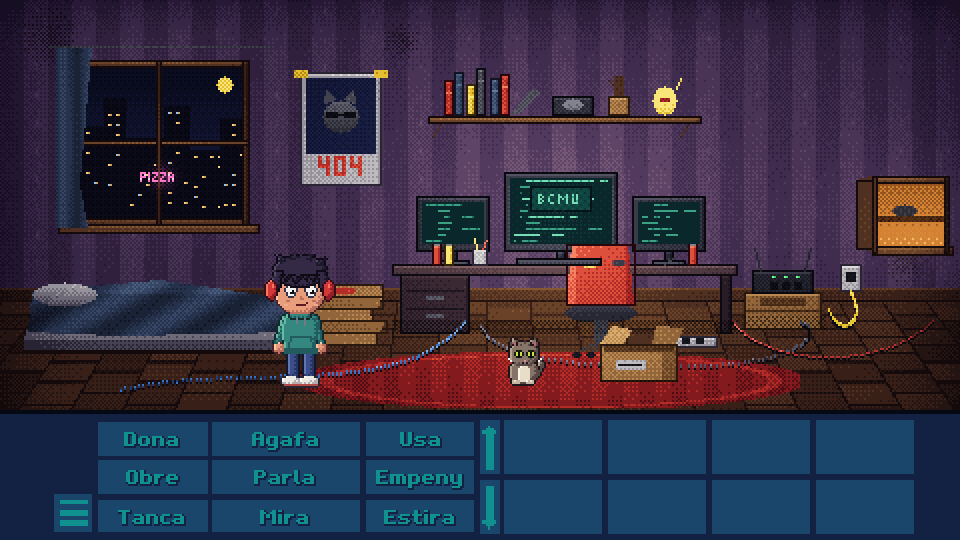 PIZZA
404
BCMU
Dona Agafa Usa
Obre Parla Empeny
Tanca Mira Estira